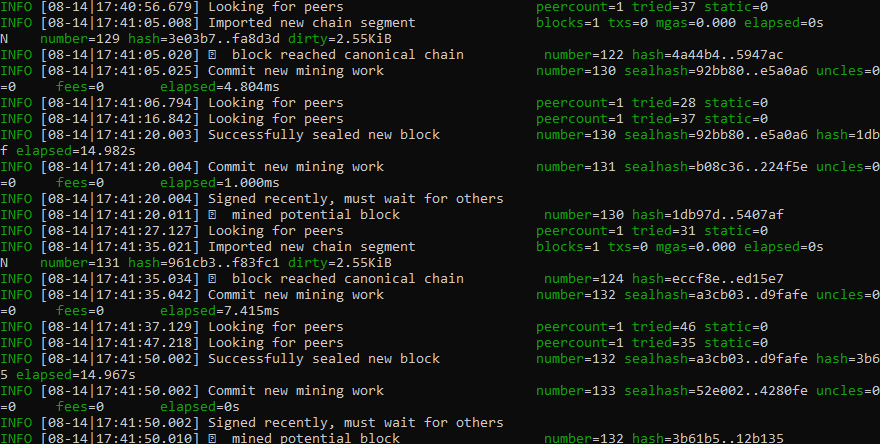 INFO [08-14|17:40:56.679] Looking for peers peercount=1 tried=37 static=0
INFO [08-14|17:41:05.008] Imported new chain segment blocks=1 txs=0 mgas=0.000 elapsed=0s
N number=129 hash=3e03b7..fa8d3d dirty=2.55KiB
INFO [08-14|17:41:05.020] block reached canonical chain number=122 hash=4a44b4..5947ac
INFO [08-14|17:41:05.025] Commit new mining work number=130 sealhash=92bb80..e5a0a6 uncles=0
=0 fees=0 elapsed=4.804ms
INFO [08-14|17:41:06.794] Looking for peers peercount=1 tried=28 static=0
INFO [08-14|17:41:16.842] Looking for peers peercount=1 tried=37 static=0
INFO [08-14|17:41:20.003] Successfully sealed new block number=130 sealhash=92bb80..e5a0a6 hash=1db
f elapsed=14.982s
INFO [08-14|17:41:20.004] Commit new mining work number=131 sealhash=b08c36..224f5e uncles=0
=0 fees=0 elapsed=1.000ms
INFO [08-14|17:41:20.004] Signed recently, must wait for others
INFO [08-14|17:41:20.011] mined potential block number=130 hash=1db97d..5407af
INFO [08-14|17:41:27.127] Looking for peers peercount=1 tried=31 static=0
INFO [08-14|17:41:35.021] Imported new chain segment blocks=1 txs=0 mgas=0.000 elapsed=0s
N number=131 hash=961cb3..f83fc1 dirty=2.55KiB
INFO [08-14|17:41:35.034] block reached canonical chain number=124 hash=eccf8e..ed15e7
INFO [08-14|17:41:35.042] Commit new mining work number=132 sealhash=a3cb03..d9fafe uncles=0
=0 fees=0 elapsed=7.415ms
INFO [08-14|17:41:37.129] Looking for peers peercount=1 tried=46 static=0
INFO [08-14|17:41:47.218] Looking for peers peercount=1 tried=35 static=0
INFO [08-14|17:41:50.002] Successfully sealed new block number=132 sealhash=a3cb03..d9fafe hash=3b6
5 elapsed=14.967s
INFO [08-14|17:41:50.002] Commit new mining work number=133 sealhash=52e002..4280fe uncles=0
=0 fees=0 elapsed=0s
INFO [08-14|17:41:50.002] Signed recently, must wait for others
INFO [08-14|17:41:50.010] mined potential block number=132 hash=3b61b5..12b135